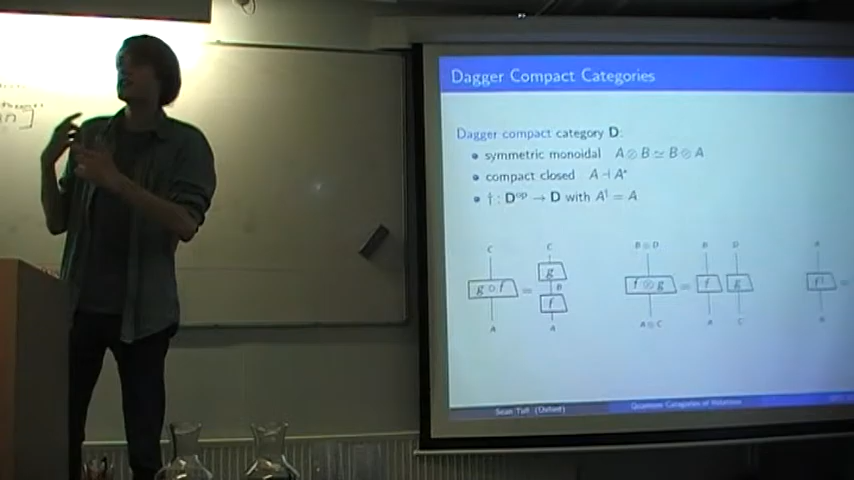 Dagger Compact Categories
Dagger compact category D:
• symmetric monoidal A ⊗ B ≃ B ⊗ A
• compact closed A ⊣ A*
• † : D^op → D with A† = A
C C B ⊗ D B D
g ∘ f = g B f
f ⊗ g = f g
f† =
A A A ⊗ C A C
Sean Tull (Oxford) Quantum Categories of Relations